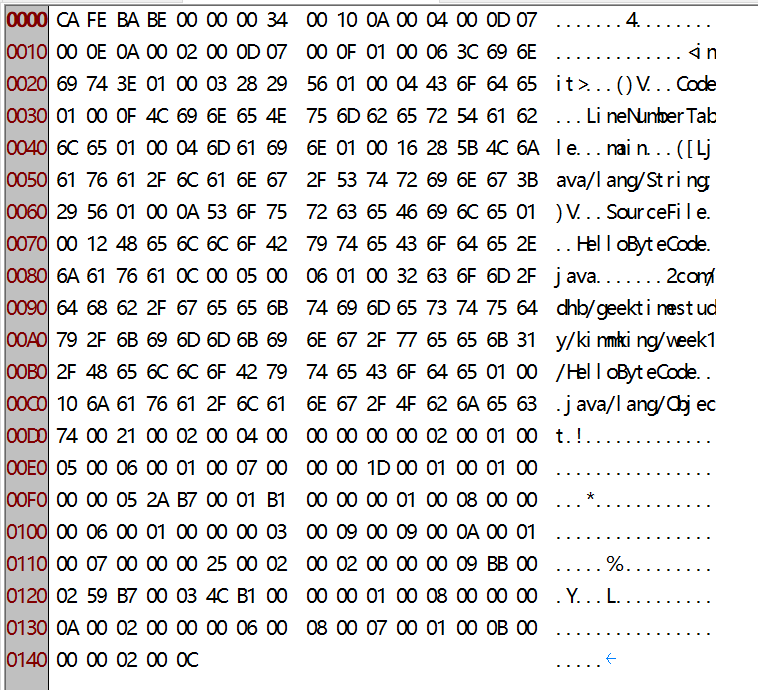 0000 CA FE BA BE 00 00 00 34 00 10 0A 00 04 00 0D 07 .......4........
0010 00 0E 0A 00 02 00 0D 07 00 0F 01 00 06 3C 69 6E .............<in
0020 69 74 3E 01 00 03 28 29 56 01 00 04 43 6F 64 65 it>...()V...Code
0030 01 00 0F 4C 69 6E 65 4E 75 6D 62 65 72 54 61 62 ...LineNumberTab
0040 6C 65 01 00 04 6D 61 69 6E 01 00 16 28 5B 4C 6A le...main...([Lj
0050 61 76 61 2F 6C 61 6E 67 2F 53 74 72 69 6E 67 3B ava/lang/String;
0060 29 56 01 00 0A 53 6F 75 72 63 65 46 69 6C 65 01 )V...SourceFile.
0070 00 12 48 65 6C 6C 6F 42 79 74 65 43 6F 64 65 2E ..HelloByteCode.
0080 6A 61 76 61 0C 00 05 00 06 01 00 32 63 6F 6D 2F java.......2com/
0090 64 68 62 2F 67 65 65 6B 74 69 6D 65 73 74 75 64 dhb/geektimestud
00A0 79 2F 6B 69 6D 6D 6B 69 6E 67 2F 77 65 65 6B 31 y/kimmking/week1
00B0 2F 48 65 6C 6C 6F 42 79 74 65 43 6F 64 65 01 00 /HelloByteCode..
00C0 10 6A 61 76 61 2F 6C 61 6E 67 2F 4F 62 6A 65 63 .java/lang/Objec
00D0 74 00 21 00 02 00 04 00 00 00 00 00 02 00 01 00 t.!.............
00E0 05 00 06 00 01 00 07 00 00 00 1D 00 01 00 01 00 ................
00F0 00 00 05 2A B7 00 01 B1 00 00 00 01 00 08 00 00 ...*............
0100 00 06 00 01 00 00 00 03 00 09 00 09 00 0A 00 01 ................
0110 00 07 00 00 00 25 00 02 00 02 00 00 00 09 BB 00 .....%..........
0120 02 59 B7 00 03 4C B1 00 00 00 01 00 08 00 00 00 .Y...L..........
0130 0A 00 02 00 00 00 06 00 08 00 07 00 01 00 0B 00 ................
0140 00 00 02 00 0C .....←